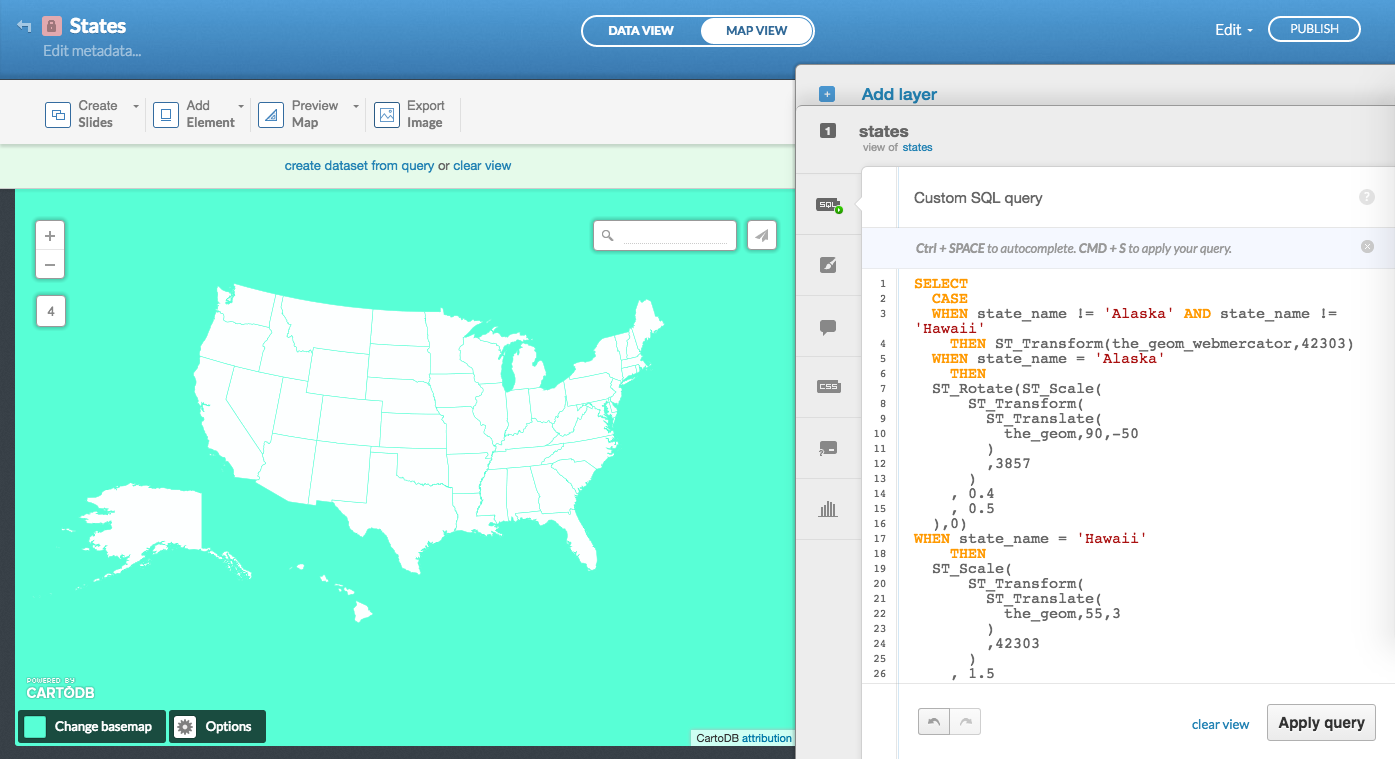 States
Edit metadata...
DATA VIEW
MAP VIEW
Edit
PUBLISH
Create
Slides
Add
Element
Preview
Map
Export
Image
create dataset from query or clear view
+
−
4
POWERED BY
CARTODB
Change basemap
Options
CartoDB attribution
+
Add layer
1
states
view of states
SQL
CSS
?
Custom SQL query
?
Ctrl + SPACE to autocomplete. CMD + S to apply your query.
1 SELECT
2 CASE
3 WHEN state_name != 'Alaska' AND state_name !=
'Hawaii'
4 THEN ST_Transform(the_geom_webmercator,42303)
5 WHEN state_name = 'Alaska'
6 THEN
7 ST_Rotate(ST_Scale(
8 ST_Transform(
9 ST_Translate(
10 the_geom,90,-50
11 )
12 ,3857
13 )
14 , 0.4
15 , 0.5
16 ),0)
17 WHEN state_name = 'Hawaii'
18 THEN
19 ST_Scale(
20 ST_Transform(
21 ST_Translate(
22 the_geom,55,3
23 )
24 ,42303
25 )
26 , 1.5
clear view
Apply query